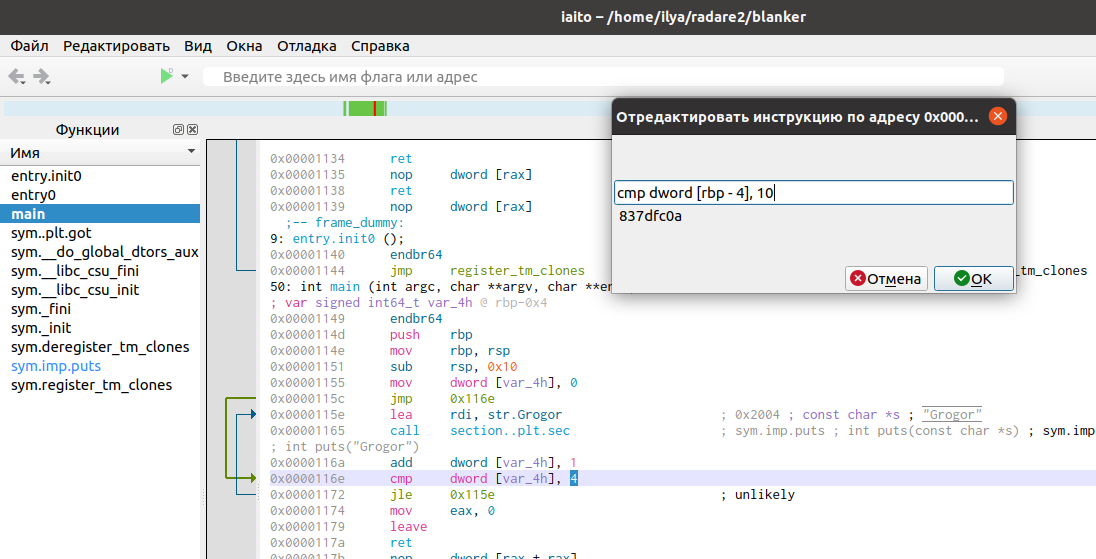 iaito – /home/ilya/radare2/blanker
Файл Редактировать Вид Окна Отладка Справка
Введите здесь имя флага или адрес
Функции
Имя
entry.init0
entry0
main
sym..plt.got
sym.__do_global_dtors_aux
sym.__libc_csu_fini
sym.__libc_csu_init
sym._fini
sym._init
sym.deregister_tm_clones
sym.imp.puts
sym.register_tm_clones
0x00001134 ret
0x00001135 nop dword [rax]
0x00001138 ret
0x00001139 nop dword [rax]
;-- frame_dummy:
9: entry.init0 ();
0x00001140 endbr64
0x00001144 jmp register_tm_clones tm_clones
50: int main (int argc, char **argv, char **en
; var signed int64_t var_4h @ rbp-0x4
0x00001149 endbr64
0x0000114d push rbp
0x0000114e mov rbp, rsp
0x00001151 sub rsp, 0x10
0x00001155 mov dword [var_4h], 0
0x0000115c jmp 0x116e
0x0000115e lea rdi, str.Grogor ; 0x2004 ; const char *s ; "Grogor"
0x00001165 call section..plt.sec ; sym.imp.puts ; int puts(const char *s) ; sym.imp
; int puts("Grogor")
0x0000116a add dword [var_4h], 1
0x0000116e cmp dword [var_4h], 4
0x00001172 jle 0x115e ; unlikely
0x00001174 mov eax, 0
0x00001179 leave
0x0000117a ret
0x0000117b nop dword [rax + rax]
Отредактировать инструкцию по адресу 0x000...
cmp dword [rbp - 4], 10
837dfc0a
Отмена OK